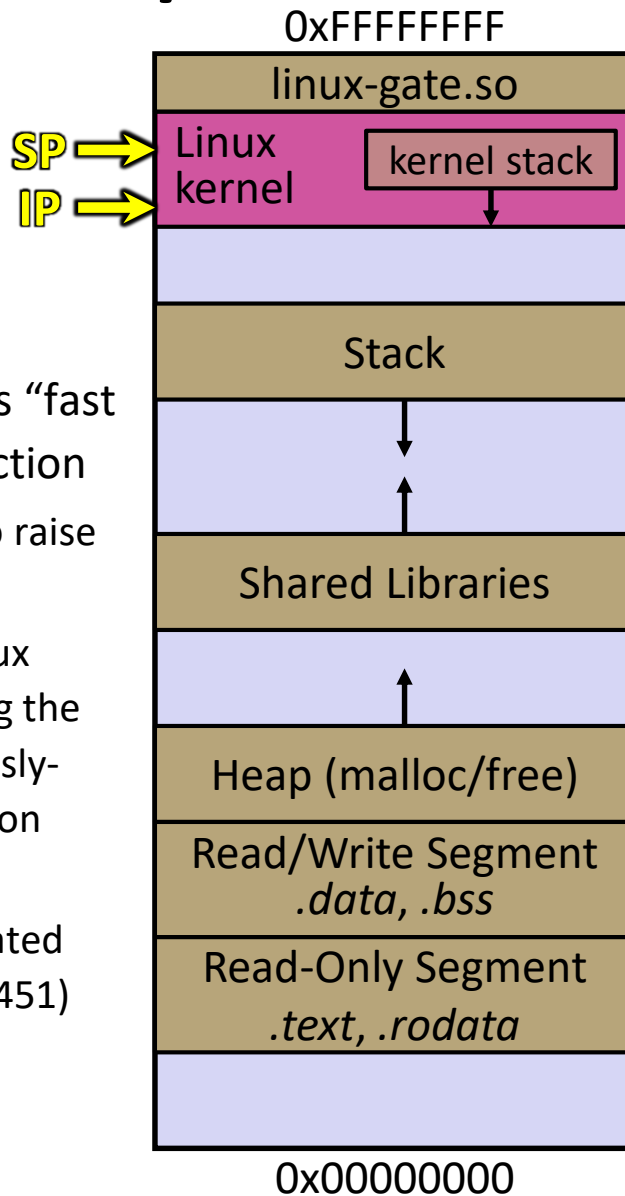 0xFFFFFFFF
linux-gate.so
SP
IP
Linux
kernel
kernel stack
Stack
s “fast
ction
o raise
Shared Libraries
ux
g the
sly-
on
Heap (malloc/free)
Read/Write Segment
.data, .bss
nted
451)
Read-Only Segment
.text, .rodata
0x00000000